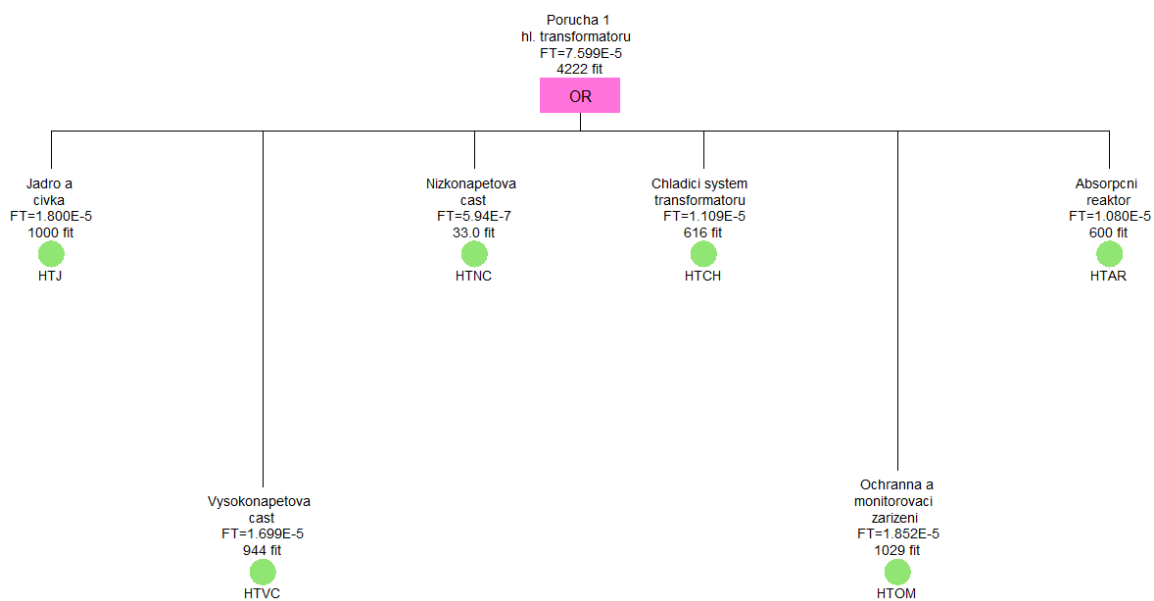 Porucha 1
hl. transformatoru
FT=7.599E-5
4222 fit
OR
Jadro a
civka
FT=1.800E-5
1000 fit
HTJ
Nizkonapetova
cast
FT=5.94E-7
33.0 fit
HTNC
Chladici system
transformatoru
FT=1.109E-5
616 fit
HTCH
Absorpcni
reaktor
FT=1.080E-5
600 fit
HTAR
Vysokonapetova
cast
FT=1.699E-5
944 fit
HTVC
Ochranna a
monitorovaci
zarizeni
FT=1.852E-5
1029 fit
HTOM